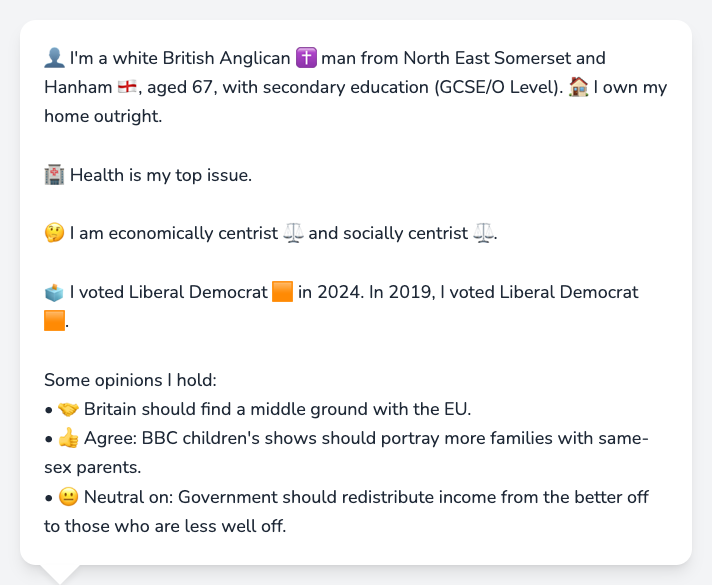 👤 I'm a white British Anglican ✝️ man from North East Somerset and
Hanham 🏴󠁧󠁢󠁥󠁮󠁧󠁿, aged 67, with secondary education (GCSE/O Level). 🏠 I own my
home outright.
🏥 Health is my top issue.
🤔 I am economically centrist ⚖️ and socially centrist ⚖️.
🗳️ I voted Liberal Democrat 🟧 in 2024. In 2019, I voted Liberal Democrat
🟧.
Some opinions I hold:
• 🤝 Britain should find a middle ground with the EU.
• 👍 Agree: BBC children's shows should portray more families with same-
sex parents.
• 😐 Neutral on: Government should redistribute income from the better off
to those who are less well off.